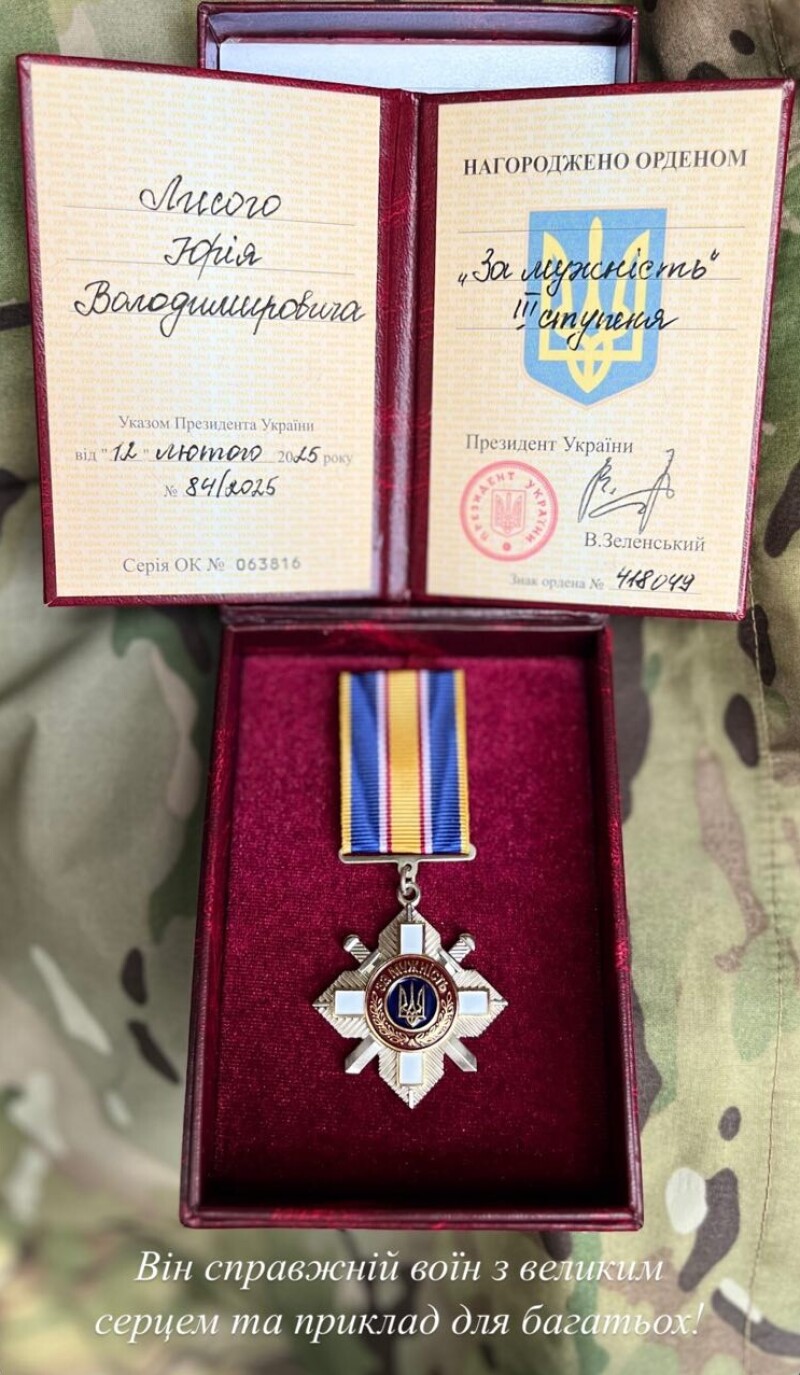 Лисого
Юрія
Володимировича
Указом Президента України
від "12" лютого 2025 року
№ 84/2025
Серія ОК № 063816
НАГОРОДЖЕНО ОРДЕНОМ
„За мужність"
III ступеня
Президент України
ПРЕЗИДЕНТ УКРАЇНИ
В.Зеленський
Знак ордена № 418049
ЗА МУЖНІСТЬ
Він справжній воїн з великим
серцем та приклад для багатьох!